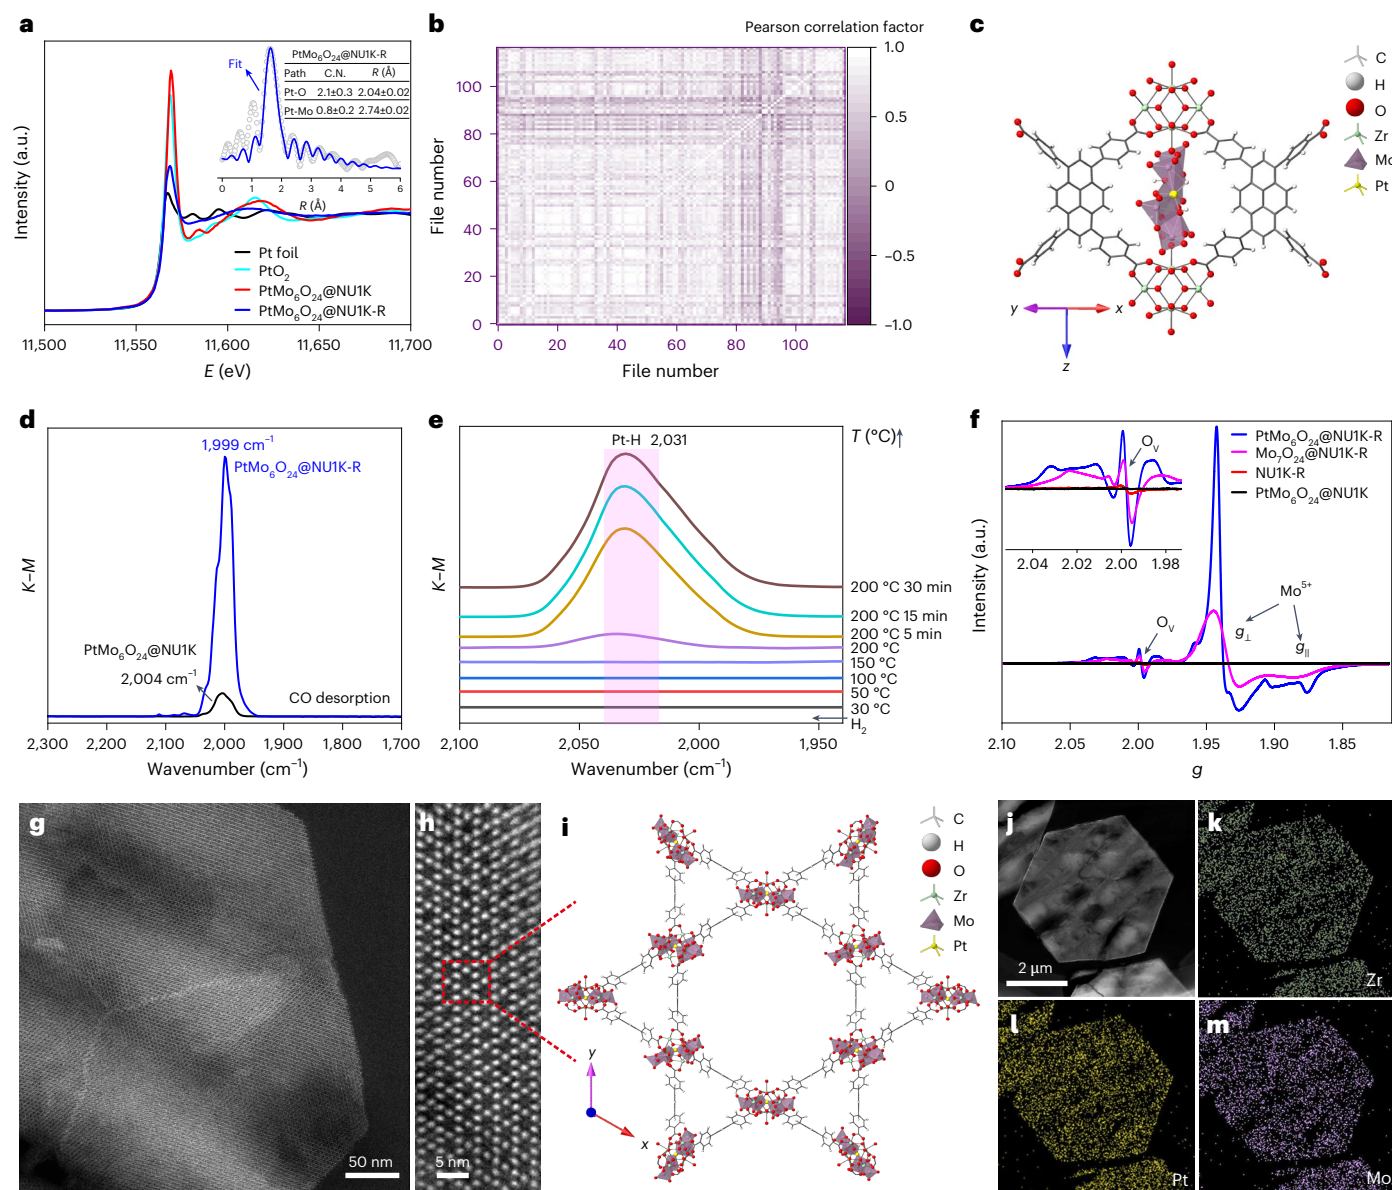 a
Intensity (a.u.)
PtMo6O24@NU1K-R
Path C.N. R (Å)
Pt-O 2.1±0.3 2.04±0.02
Pt-Mo 0.8±0.2 2.74±0.02
Fit
0 1 2 3 4 5 6
R (Å)
Pt foil
PtO2
PtMo6O24@NU1K
PtMo6O24@NU1K-R
11,500 11,550 11,600 11,650 11,700
E (eV)
b
Pearson correlation factor
File number
100
80
60
40
20
0
0 20 40 60 80 100
File number
1.0
0.5
0
−0.5
−1.0
c
C
H
O
Zr
Mo
Pt
y x
z
d
K–M
1,999 cm−1
PtMo6O24@NU1K-R
PtMo6O24@NU1K
2,004 cm−1
CO desorption
2,300 2,200 2,100 2,000 1,900 1,800 1,700
Wavenumber (cm−1)
e
K–M
Pt-H 2,031
T (°C)↑
200 °C 30 min
200 °C 15 min
200 °C 5 min
200 °C
150 °C
100 °C
50 °C
30 °C
H2
2,100 2,050 2,000 1,950
Wavenumber (cm−1)
f
Intensity (a.u.)
PtMo6O24@NU1K-R
Mo7O24@NU1K-R
NU1K-R
PtMo6O24@NU1K
OV
2.04 2.02 2.00 1.98
Mo5+
OV
g⊥
g||
2.10 2.05 2.00 1.95 1.90 1.85
g
g
50 nm
h
5 nm
i
C
H
O
Zr
Mo
Pt
y
x
j
2 µm
k
Zr
l
Pt
m
Mo